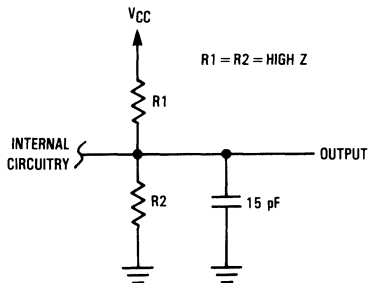 VCC
R1 = R2 = HIGH Z
R1
INTERNAL
CIRCUITRY
OUTPUT
R2
15 pF